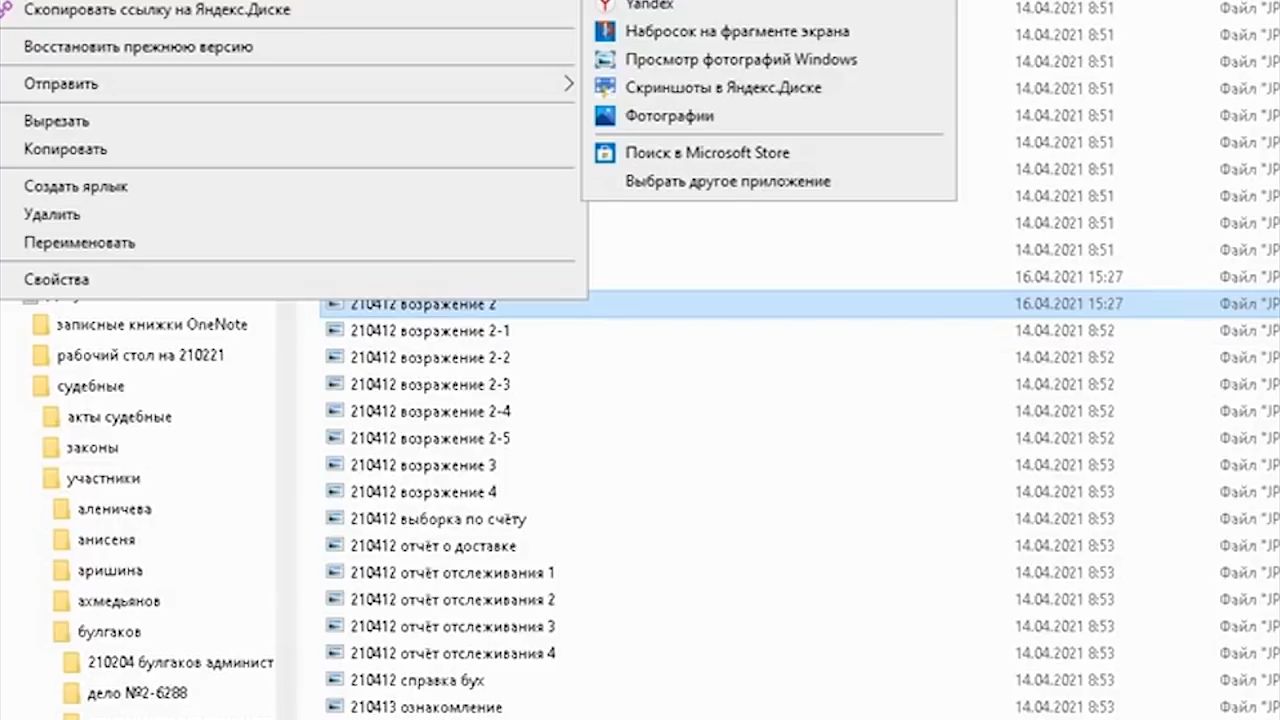 Скопировать ссылку на Яндекс.Диске
Восстановить прежнюю версию
Отправить
Вырезать
Копировать
Создать ярлык
Удалить
Переименовать
Свойства
Yandex
Набросок на фрагменте экрана
Просмотр фотографий Windows
Скриншоты в Яндекс.Диске
Фотографии
Поиск в Microsoft Store
Выбрать другое приложение
записные книжки OneNote
рабочий стол на 210221
судебные
акты судебные
законы
участники
аленичева
анисеня
аришина
ахмедьянов
булгаков
210204 булгаков админист
дело №2-6288
14.04.2021 8:51 Файл "JP
14.04.2021 8:51 Файл "JP
14.04.2021 8:51 Файл "JP
14.04.2021 8:51 Файл "JP
14.04.2021 8:51 Файл "JP
14.04.2021 8:51 Файл "JP
14.04.2021 8:51 Файл "JP
14.04.2021 8:51 Файл "JP
14.04.2021 8:51 Файл "JP
14.04.2021 8:51 Файл "JP
16.04.2021 15:27 Файл "JP
210412 возражение 2 16.04.2021 15:27 Файл "JP
210412 возражение 2-1 14.04.2021 8:52 Файл "JP
210412 возражение 2-2 14.04.2021 8:52 Файл "JP
210412 возражение 2-3 14.04.2021 8:52 Файл "JP
210412 возражение 2-4 14.04.2021 8:52 Файл "JP
210412 возражение 2-5 14.04.2021 8:52 Файл "JP
210412 возражение 3 14.04.2021 8:53 Файл "JP
210412 возражение 4 14.04.2021 8:53 Файл "JP
210412 выборка по счёту 14.04.2021 8:53 Файл "JP
210412 отчёт о доставке 14.04.2021 8:53 Файл "JP
210412 отчёт отслеживания 1 14.04.2021 8:53 Файл "JP
210412 отчёт отслеживания 2 14.04.2021 8:53 Файл "JP
210412 отчёт отслеживания 3 14.04.2021 8:53 Файл "JP
210412 отчёт отслеживания 4 14.04.2021 8:53 Файл "JP
210412 справка бух 14.04.2021 8:53 Файл "JP
210413 ознакомление 14.04.2021 8:53 Файл "JP